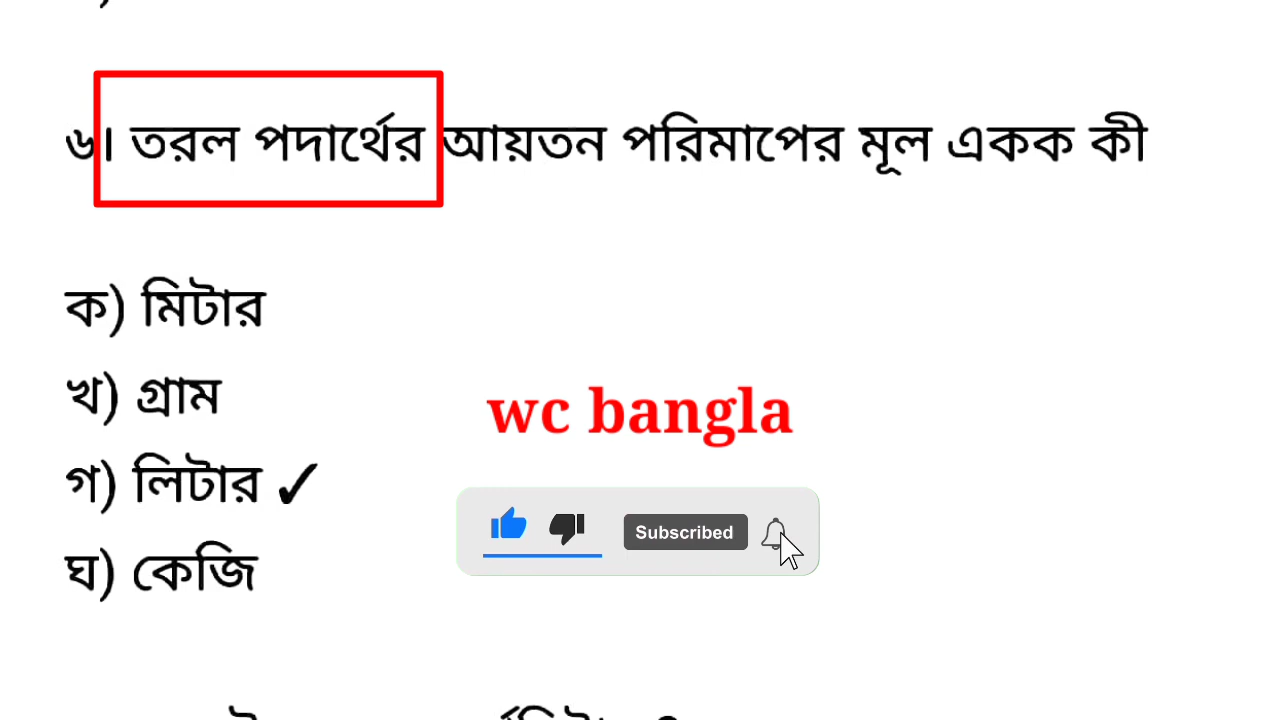 ৬। তরল পদার্থের আয়তন পরিমাপের মূল একক কী
ক) মিটার
খ) গ্রাম
wc bangla
গ) লিটার ✓
Subscribed
ঘ) কেজি